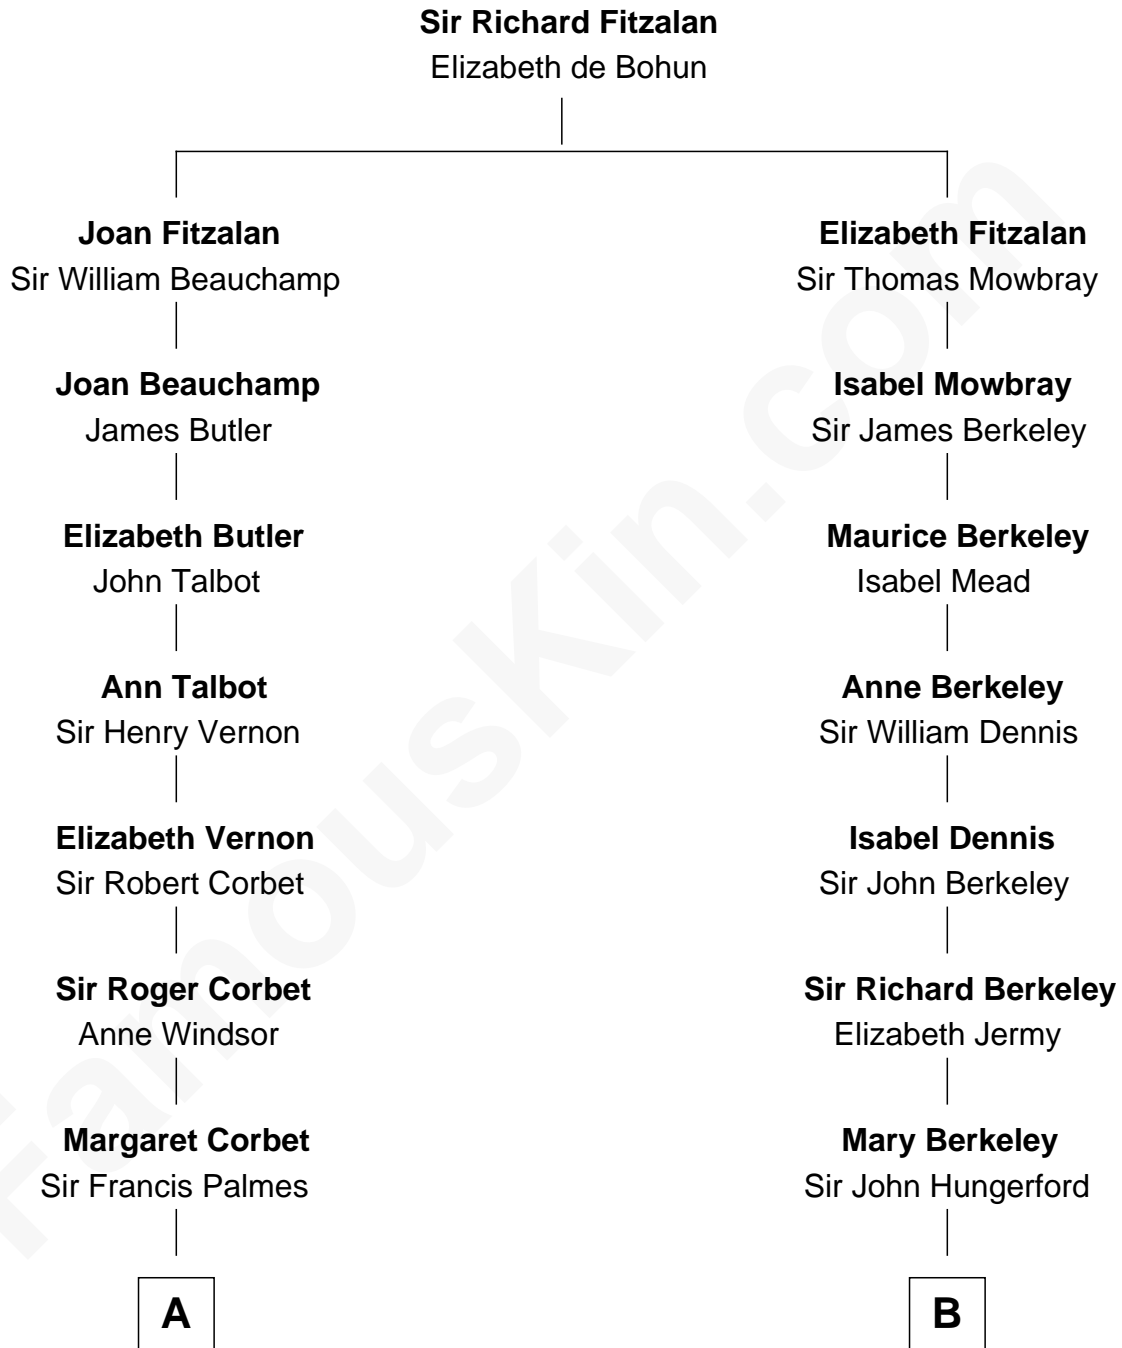 Sir Richard Fitzalan
Elizabeth de Bohun
Joan Fitzalan
Sir William Beauchamp
Elizabeth Fitzalan
Sir Thomas Mowbray
Joan Beauchamp
James Butler
Isabel Mowbray
Sir James Berkeley
Elizabeth Butler
John Talbot
Maurice Berkeley
Isabel Mead
Ann Talbot
Sir Henry Vernon
Anne Berkeley
Sir William Dennis
Elizabeth Vernon
Sir Robert Corbet
Isabel Dennis
Sir John Berkeley
Sir Roger Corbet
Anne Windsor
Sir Richard Berkeley
Elizabeth Jermy
Margaret Corbet
Sir Francis Palmes
Mary Berkeley
Sir John Hungerford
A
B
FamousKin.com